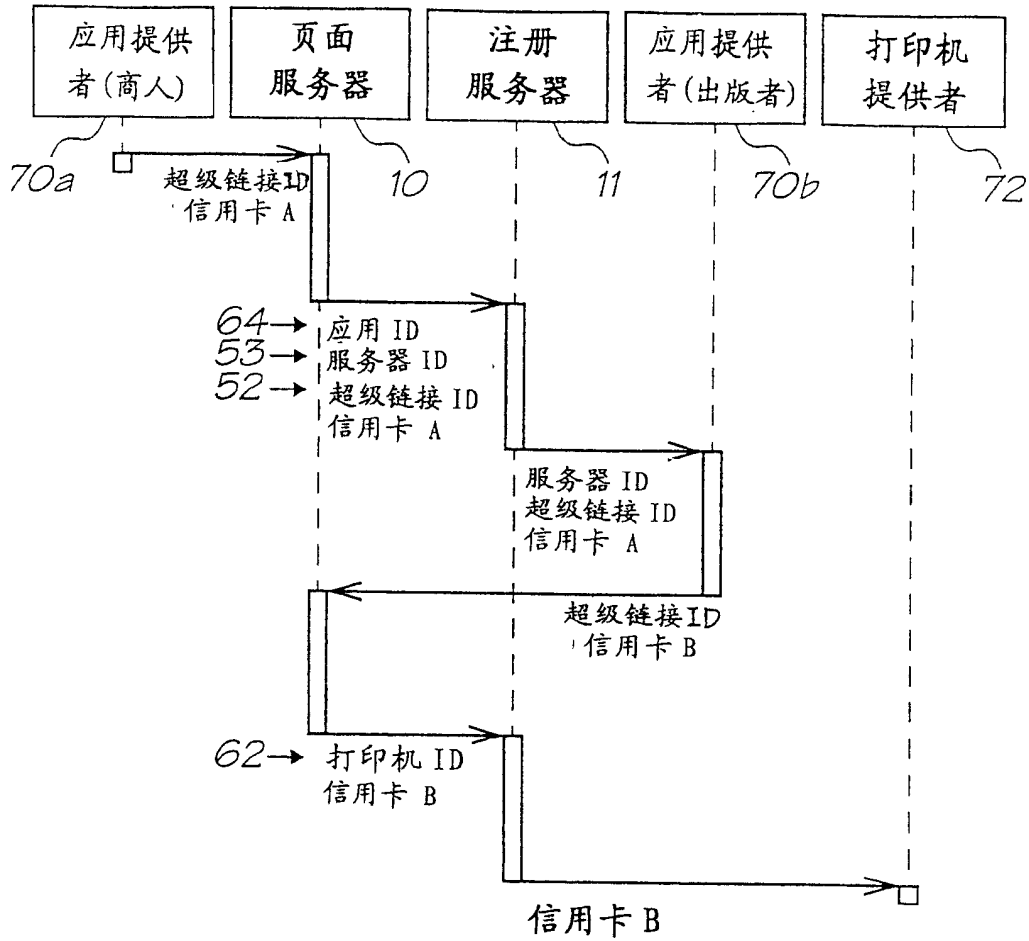 应用提供
者(商人)
页面
服务器
注册
服务器
应用提供
者(出版者)
打印机
提供者
70a
10
11
70b
72
超级链接ID
信用卡 A
64
应用 ID
53
服务器 ID
52
超级链接 ID
信用卡 A
服务器 ID
超级链接 ID
信用卡 A
超级链接ID
信用卡 B
62
打印机 ID
信用卡 B
信用卡 B